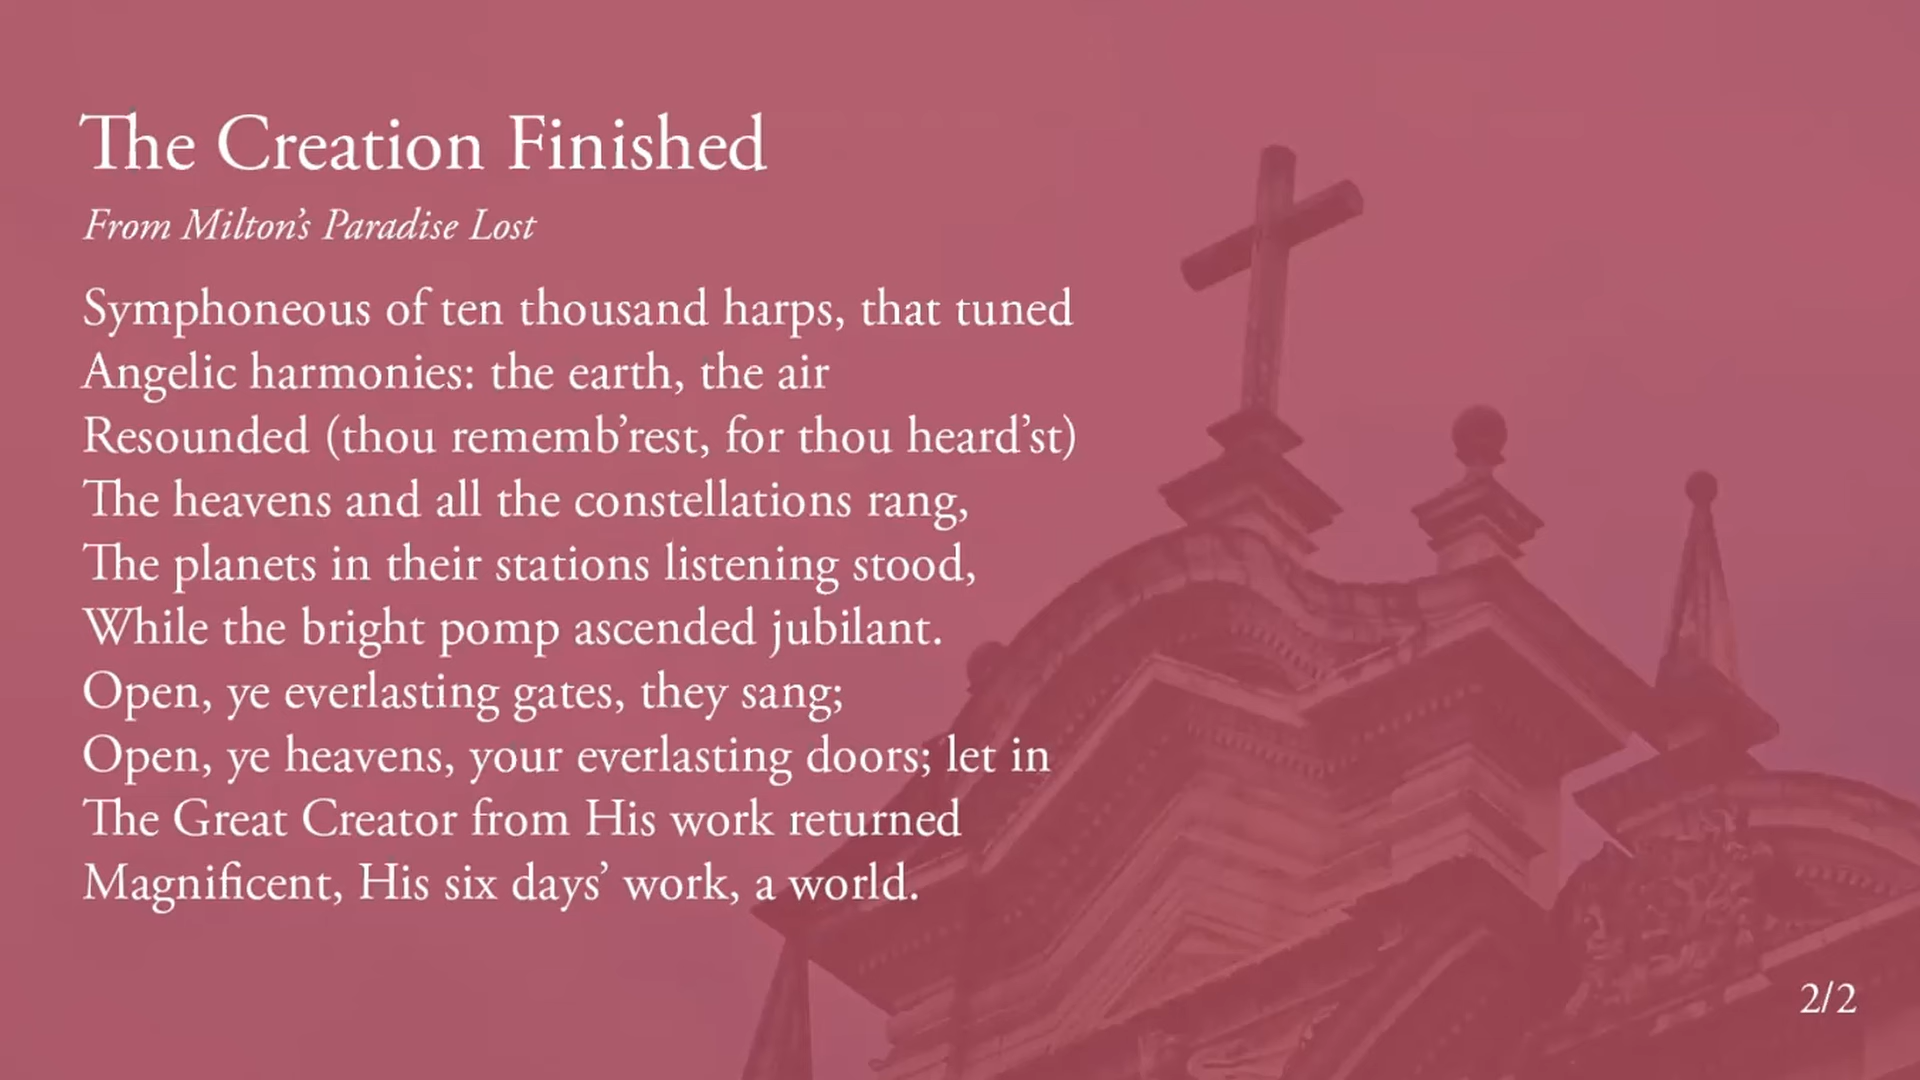 The Creation Finished
From Milton's Paradise Lost
Symphoneous of ten thousand harps, that tuned
Angelic harmonies: the earth, the air
Resounded (thou rememb’rest, for thou heard’st)
The heavens and all the constellations rang,
The planets in their stations listening stood,
While the bright pomp ascended jubilant.
Open, ye everlasting gates, they sang;
Open, ye heavens, your everlasting doors; let in
The Great Creator from His work returned
Magnificent, His six days’ work, a world.
2/2